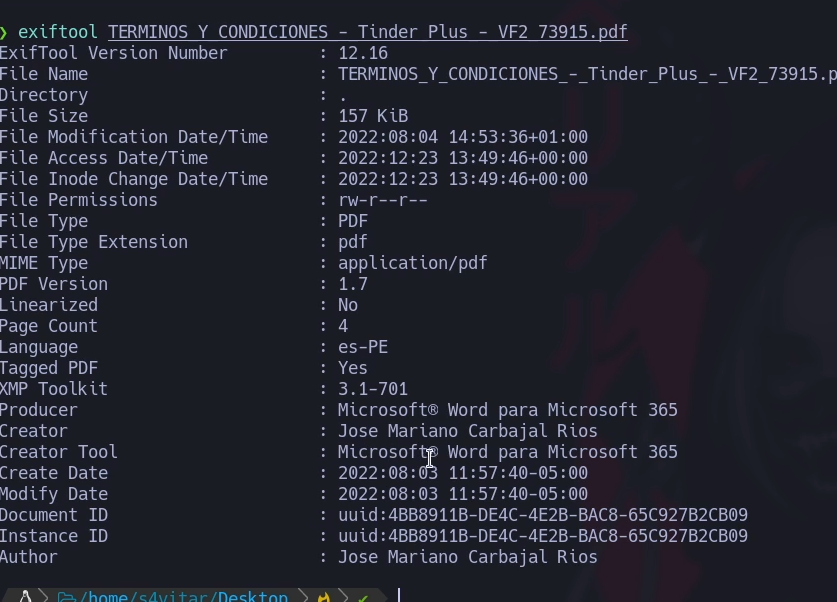 ❯ exiftool TERMINOS Y CONDICIONES - Tinder Plus - VF2 73915.pdf
ExifTool Version Number : 12.16
File Name : TERMINOS_Y_CONDICIONES_-_Tinder_Plus_-_VF2_73915.p
Directory : .
File Size : 157 KiB
File Modification Date/Time : 2022:08:04 14:53:36+01:00
File Access Date/Time : 2022:12:23 13:49:46+00:00
File Inode Change Date/Time : 2022:12:23 13:49:46+00:00
File Permissions : rw-r--r--
File Type : PDF
File Type Extension : pdf
MIME Type : application/pdf
PDF Version : 1.7
Linearized : No
Page Count : 4
Language : es-PE
Tagged PDF : Yes
XMP Toolkit : 3.1-701
Producer : Microsoft® Word para Microsoft 365
Creator : Jose Mariano Carbajal Rios
Creator Tool : Microsoft® Word para Microsoft 365
Create Date : 2022:08:03 11:57:40-05:00
Modify Date : 2022:08:03 11:57:40-05:00
Document ID : uuid:4BB8911B-DE4C-4E2B-BAC8-65C927B2CB09
Instance ID : uuid:4BB8911B-DE4C-4E2B-BAC8-65C927B2CB09
Author : Jose Mariano Carbajal Rios
/home/s4vitar/Desktop